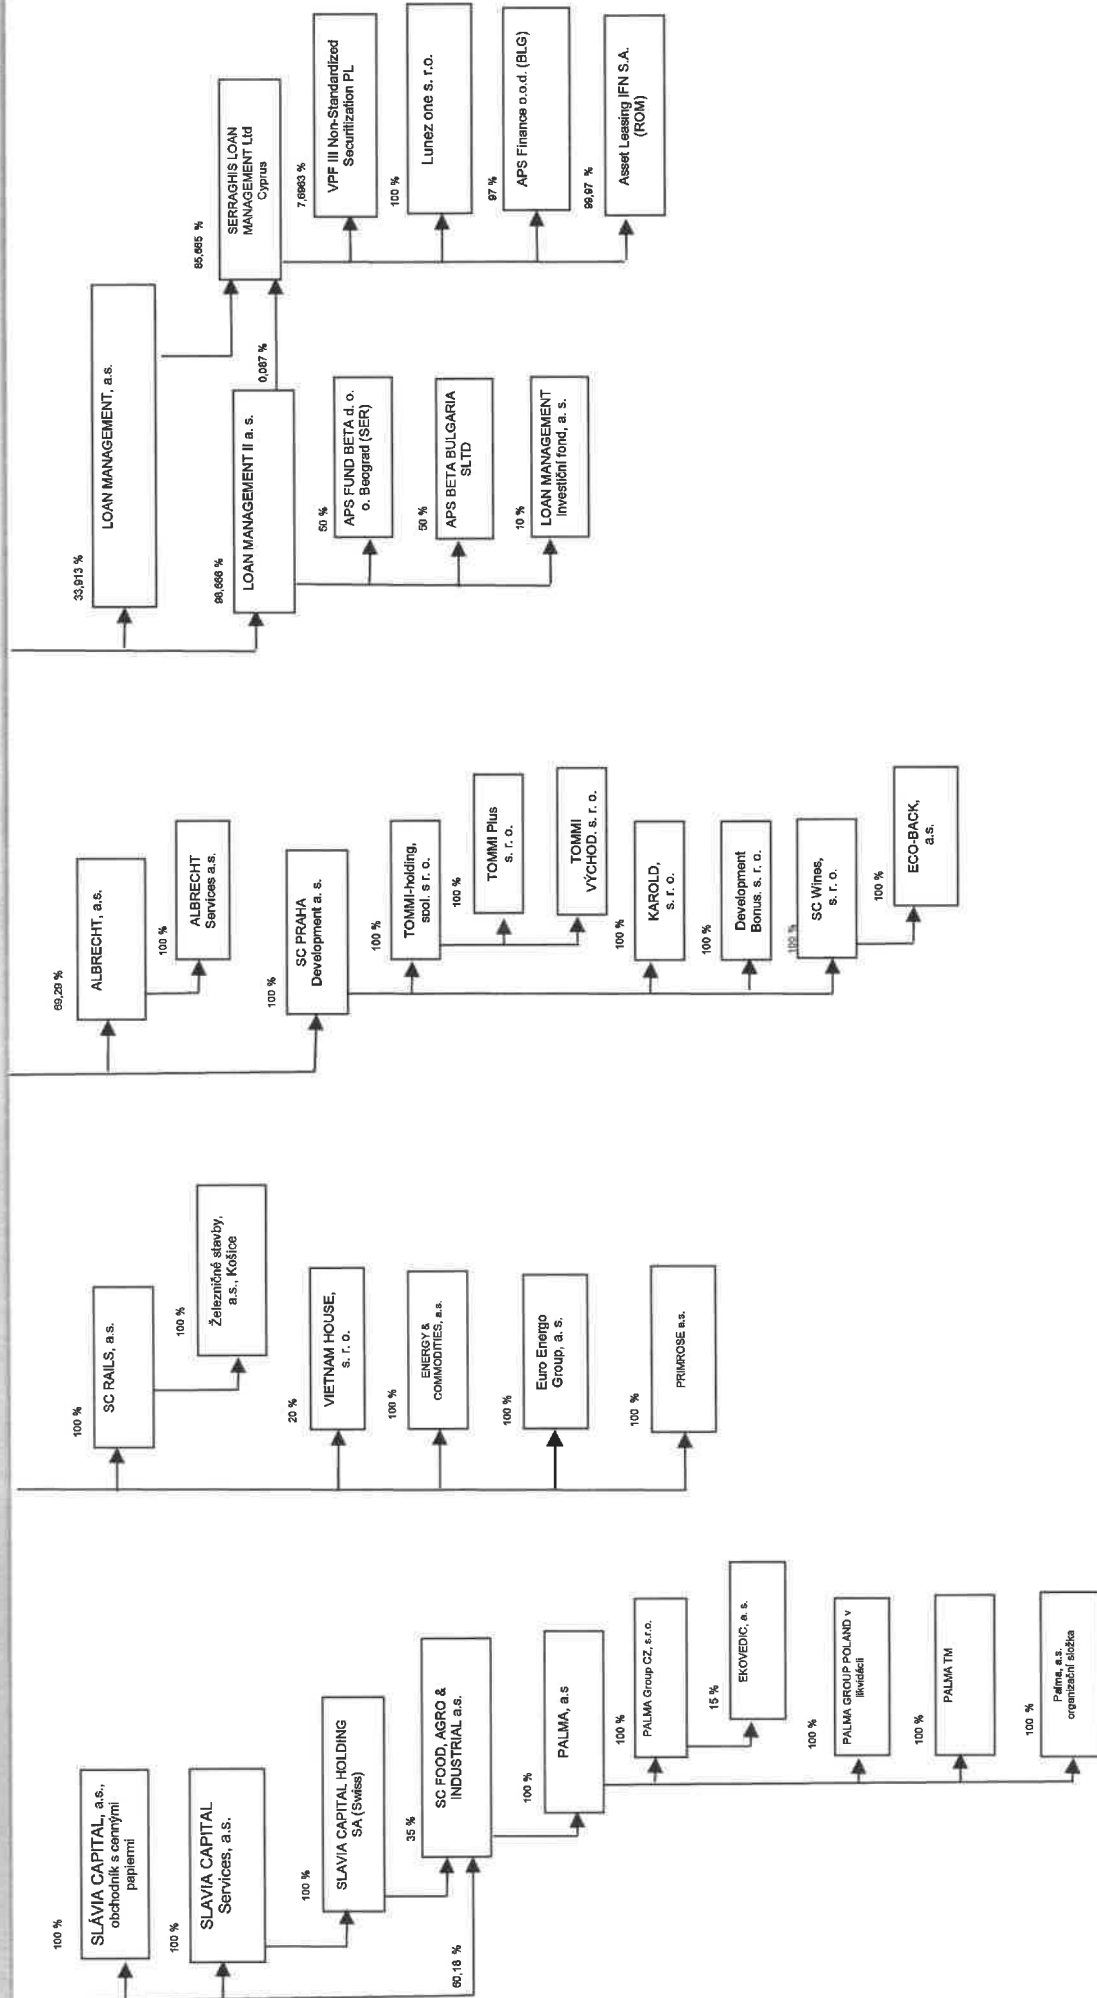 100 %
SLÁVIA CAPITAL, a.s.,
obchodník s cennými
papiermi
100 %
SLAVIA CAPITAL
Services, a.s.
100 %
SLAVIA CAPITAL HOLDING
SA (Swiss)
60,18 %
35 %
SC FOOD, AGRO &
INDUSTRIAL a.s.
100 %
PALMA, a.s
100 %
PALMA Group CZ, s.r.o.
15 %
EKOVEDIC, a. s.
100 %
PALMA GROUP POLAND v
likvidácii
100 %
PALMA TM
100 %
Palma, a.s.
organizační složka
100 %
SC RAILS, a.s.
100 %
Železničné stavby,
a.s., Košice
20 %
VIETNAM HOUSE,
s. r. o.
100 %
ENERGY &
COMMODITIES, a.s.
100 %
Euro Energo
Group, a. s.
100 %
PRIMROSE a.s.
69,29 %
ALBRECHT, a.s.
100 %
ALBRECHT
Services a.s.
100 %
SC PRAHA
Development a. s.
100 %
TOMMI-holding,
spol. s r. o.
100 %
TOMMI Plus
s. r. o.
TOMMI
VÝCHOD. s. r. o.
100 %
KAROLD,
s. r. o.
100 %
Development
Bonus. s. r. o.
100 %
SC Wines,
s. r. o.
100 %
ECO-BACK,
a.s.
33,913 %
LOAN MANAGEMENT, a.s.
98,666 %
LOAN MANAGEMENT II a. s.
0,067 %
50 %
APS FUND BETA d. o.
o. Beograd (SER)
50 %
APS BETA BULGARIA
SLTD
10 %
LOAN MANAGEMENT
Investiční fond, a. s.
85,685 %
SERRAGHIS LOAN
MANAGEMENT Ltd
Cyprus
7,6963 %
VPF III Non-Standardized
Securitization PL
100 %
Lunez one s. r.o.
97 %
APS Finance o.o.d. (BLG)
99,97 %
Asset Leasing IFN S.A.
(ROM)